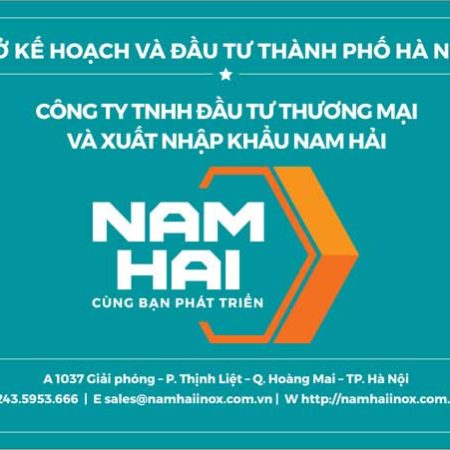 KẾ HOẠCH VÀ ĐẦU TƯ THÀNH PHỐ HÀ
CÔNG TY TNHH ĐẦU TƯ THƯƠNG MẠI
VÀ XUẤT NHẬP KHẨU NAM HẢI
NAM
HAI
CÙNG BẠN PHÁT TRIỂN
A 1037 Giải phóng – P. Thịnh Liệt – Q. Hoàng Mai – TP. Hà Nội
243.5953.666 | E sales@namhaiinox.com.vn | W http://namhaiinox.com.